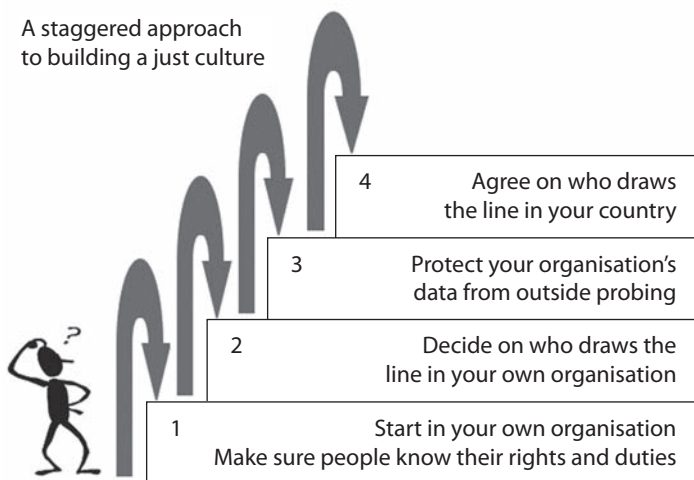 A staggered approach
to building a just culture
?
4 Agree on who draws
the line in your country
3 Protect your organisation's
data from outside probing
2 Decide on who draws the
line in your own organisation
1 Start in your own organisation
Make sure people know their rights and duties